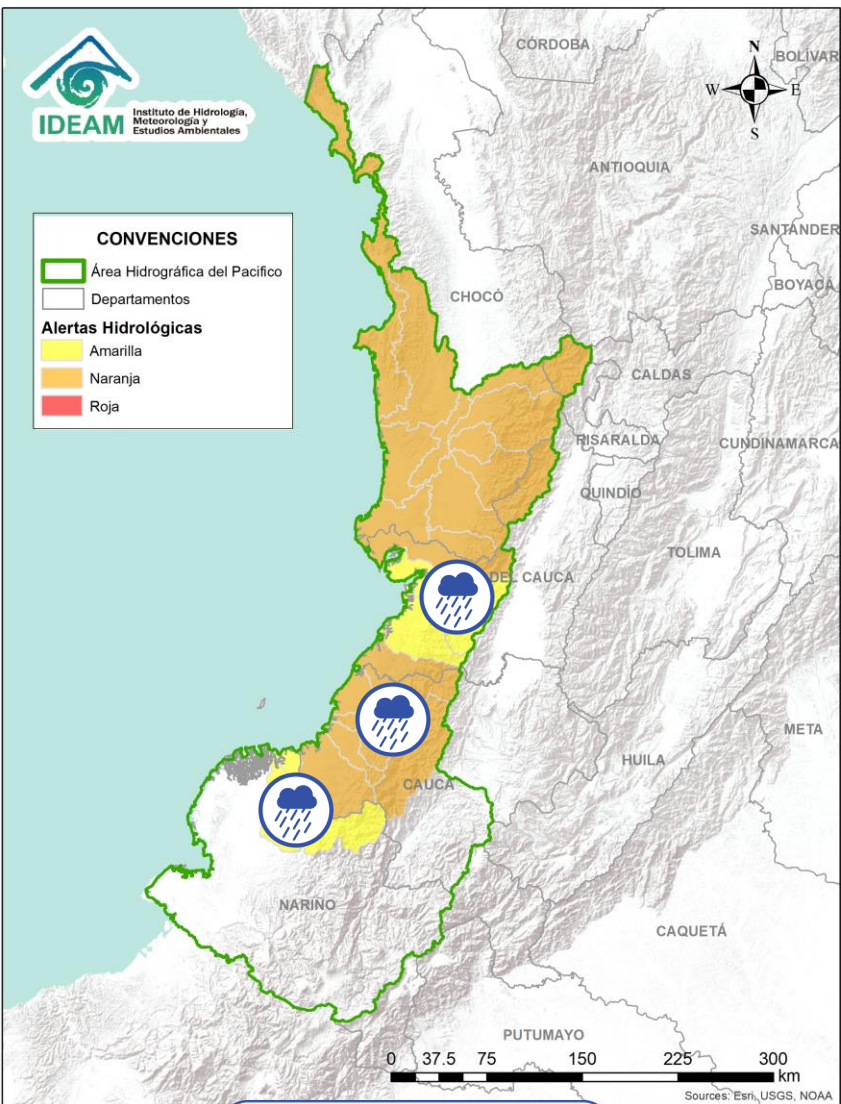 IDEAM
Instituto de Hidrología,
Meteorología y
Estudios Ambientales
CÓRDOBA
BOLÍVAR
N
W
E
S
ANTIOQUIA
SANTANDER
BOYACÁ
CONVENCIONES
Área Hidrográfica del Pacifico
Departamentos
Alertas Hidrológicas
Amarilla
Naranja
Roja
CHOCÓ
CALDAS
RISARALDA
CUNDINAMARCA
QUINDÍO
TOLIMA
DEL CAUCA
META
HUILA
CAUCA
NARIÑO
CAQUETÁ
PUTUMAYO
0 37.5 75 150 225 300
km
Sources: Esri, USGS, NOAA